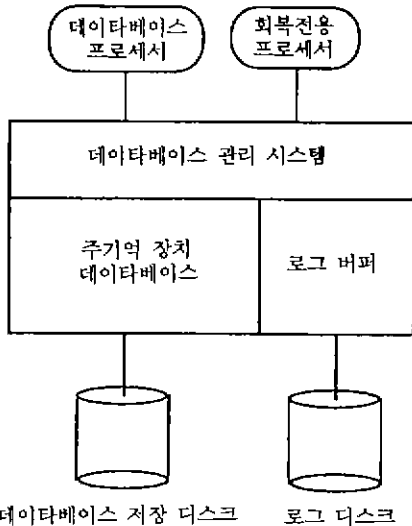 데이타베이스
프로세서
회복전용
프로세서
데이타베이스 관리 시스템
주기억 장치
데이타베이스
로그 버퍼
데이타베이스 저장 디스크
로그 디스크